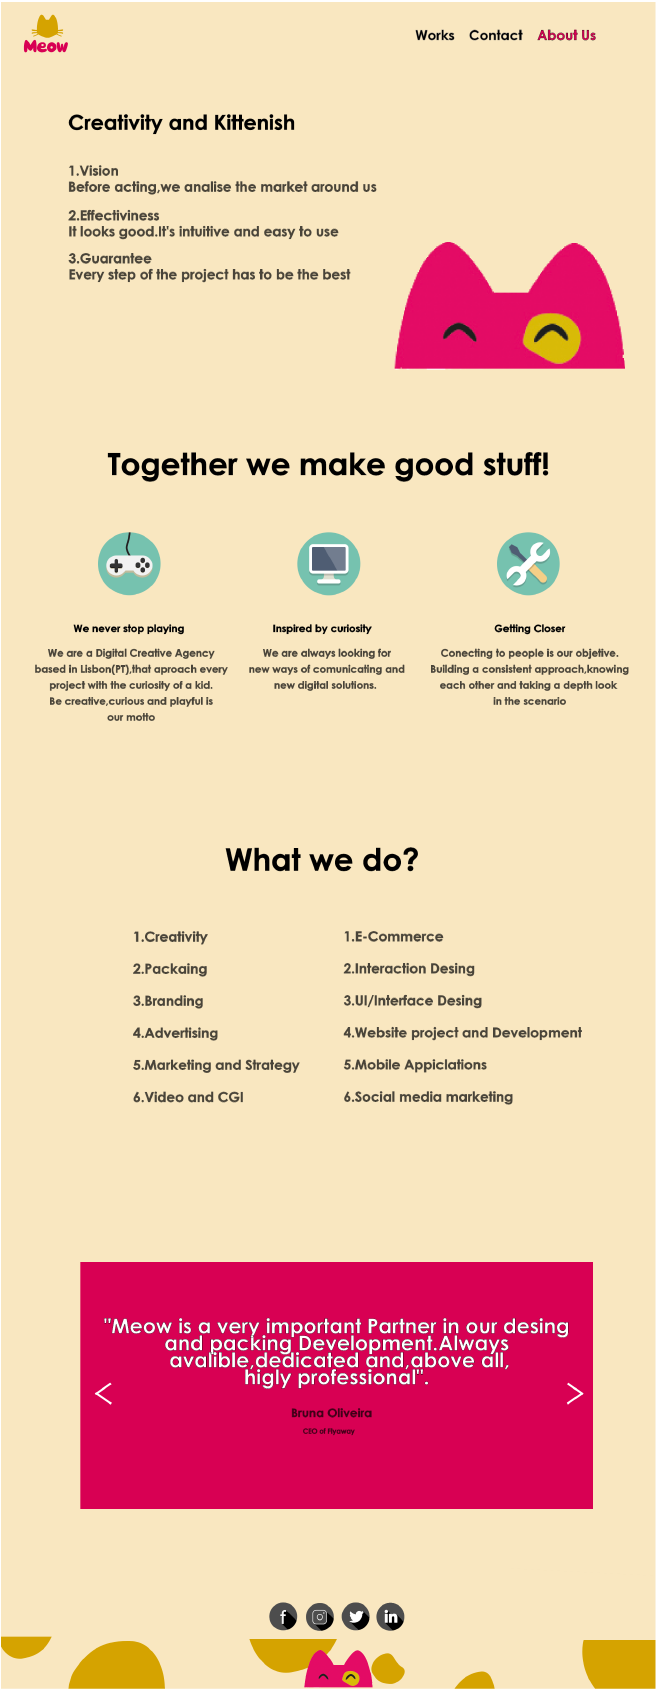 Meow
Works Contact About Us
Creativity and Kittenish
1.Vision
Before acting,we analise the market around us
2.Effectiviness
It looks good.It's intuitive and easy to use
3.Guarantee
Every step of the project has to be the best
Together we make good stuff!
We never stop playing
We are a Digital Creative Agency
based in Lisbon(PT),that aproach every
project with the curiosity of a kid.
Be creative,curious and playful is
our motto
Inspired by curiosity
We are always looking for
new ways of comunicating and
new digital solutions.
Getting Closer
Conecting to people is our objetive.
Building a consistent approach,knowing
each other and taking a depth look
in the scenario
What we do?
1.Creativity
2.Packaing
3.Branding
4.Advertising
5.Marketing and Strategy
6.Video and CGI
1.E-Commerce
2.Interaction Desing
3.UI/Interface Desing
4.Website project and Development
5.Mobile Appiclations
6.Social media marketing
"Meow is a very important Partner in our desing
and packing Development.Always
avalible,dedicated and,above all,
higly professional".
Bruna Oliveira
CEO of Flyaway